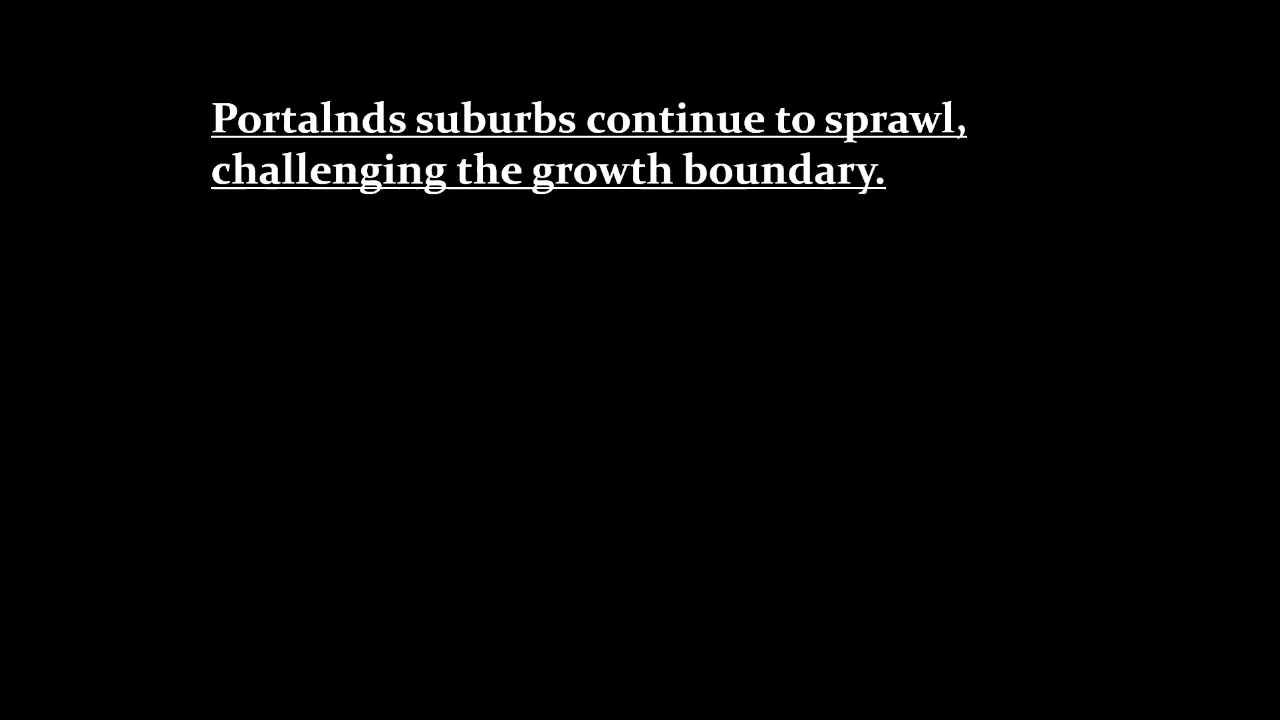 Portalnds suburbs continue to sprawl,
challenging the growth boundary.